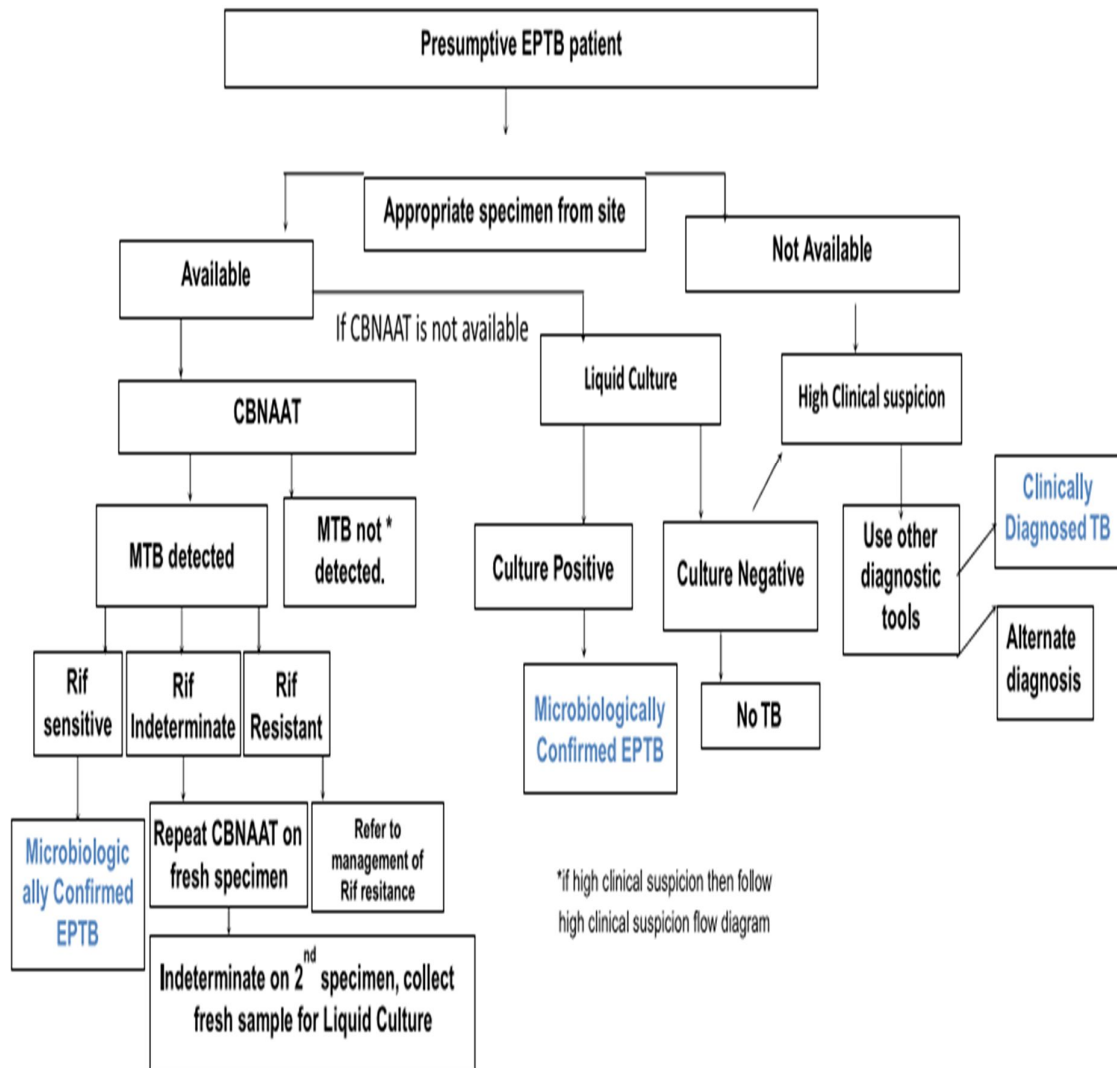 Presumptive EPTB patient
Appropriate specimen from site
Available
Not Available
If CBNAAT is not available
Liquid Culture
High Clinical suspicion
CBNAAT
Clinically
Diagnosed TB
MTB detected
MTB not *
detected.
Culture Positive
Culture Negative
Use other
diagnostic
tools
Alternate
diagnosis
Rif
sensitive
Rif
Indeterminate
Rif
Resistant
Microbiologically
Confirmed EPTB
No TB
Microbiologic
ally Confirmed
EPTB
Repeat CBNAAT on
fresh specimen
Refer to
management of
Rif resitance
*if high clinical suspicion then follow
high clinical suspicion flow diagram
Indeterminate on 2nd specimen, collect
fresh sample for Liquid Culture